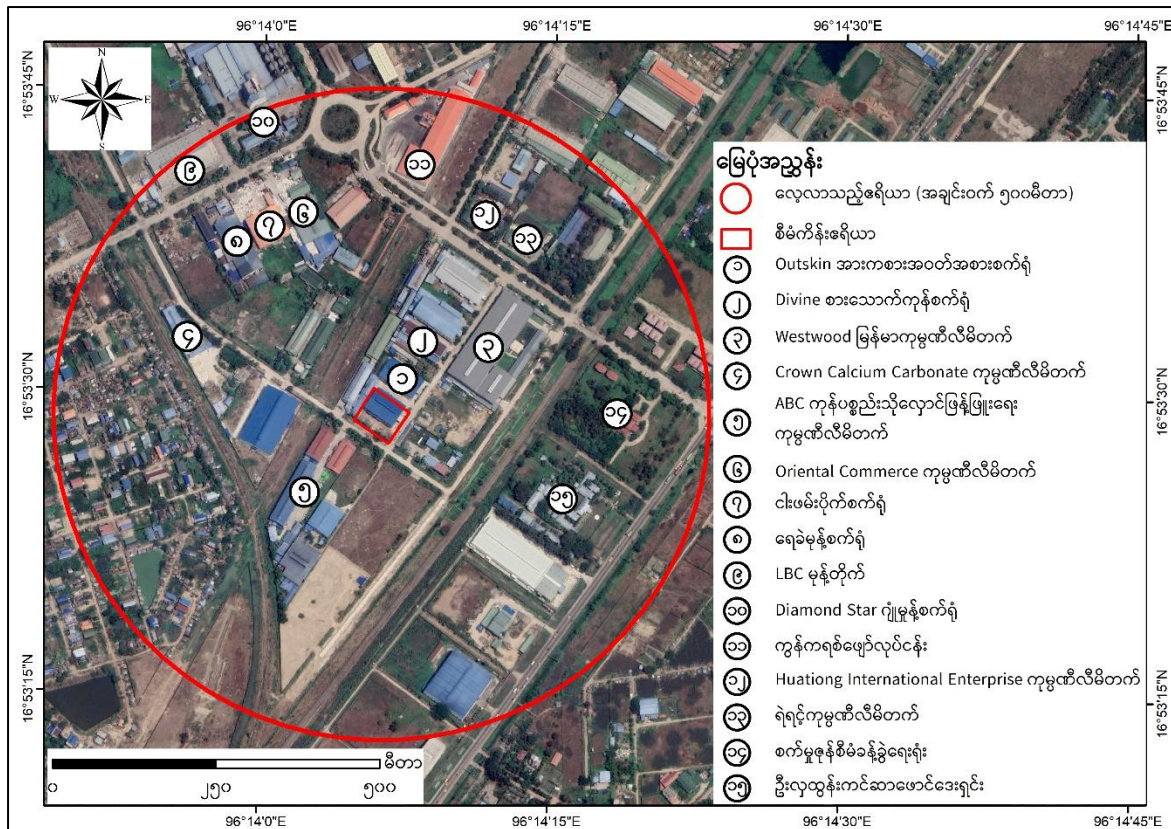 96°14'0"E
96°14'15"E
96°14'30"E
96°14'45"E
16°53'45"N
16°53'45"N
N
W
E
S
မြေပုံအညွှန်း
လေ့လာသည့်ဧရိယာ (အချင်းဝက် ၅၀၀မီတာ)
စီမံကိန်းဧရိယာ
၁ Outskin အားကစားအဝတ်အစားစက်ရုံ
၂ Divine စားသောက်ကုန်စက်ရုံ
၃ Westwood မြန်မာကုမ္ပဏီလီမိတက်
၄ Crown Calcium Carbonate ကုမ္ပဏီလီမိတက်
၅ ABC ကုန်ပစ္စည်းသိုလှောင်ဖြန့်ဖြူးရေး
ကုမ္ပဏီလီမိတက်
၆ Oriental Commerce ကုမ္ပဏီလီမိတက်
၇ ငါးဖမ်းပိုက်စက်ရုံ
၈ ရေခဲမုန့်စက်ရုံ
၉ LBC မုန့်တိုက်
၁၀ Diamond Star ဂျုံမှုန့်စက်ရုံ
၁၁ ကွန်ကရစ်ဖျော်လုပ်ငန်း
၁၂ Huationg International Enterprise ကုမ္ပဏီလီမိတက်
၁၃ ရဲရင့်ကုမ္ပဏီလီမိတက်
၁၄ စက်မှုဇုန်စီမံခန့်ခွဲရေးရုံး
၁၅ ဦးလှထွန်းကင်ဆာဖောင်ဒေးရှင်း
၁၀
၉
၁၁
၆
၇
၈
၁၂
၁၃
၄
၂
၃
၁
၁၄
၅
၁၅
16°53'30"N
16°53'30"N
16°53'15"N
16°53'15"N
မီတာ
၀ ၂၅၀ ၅၀၀
96°14'0"E
96°14'15"E
96°14'30"E
96°14'45"E